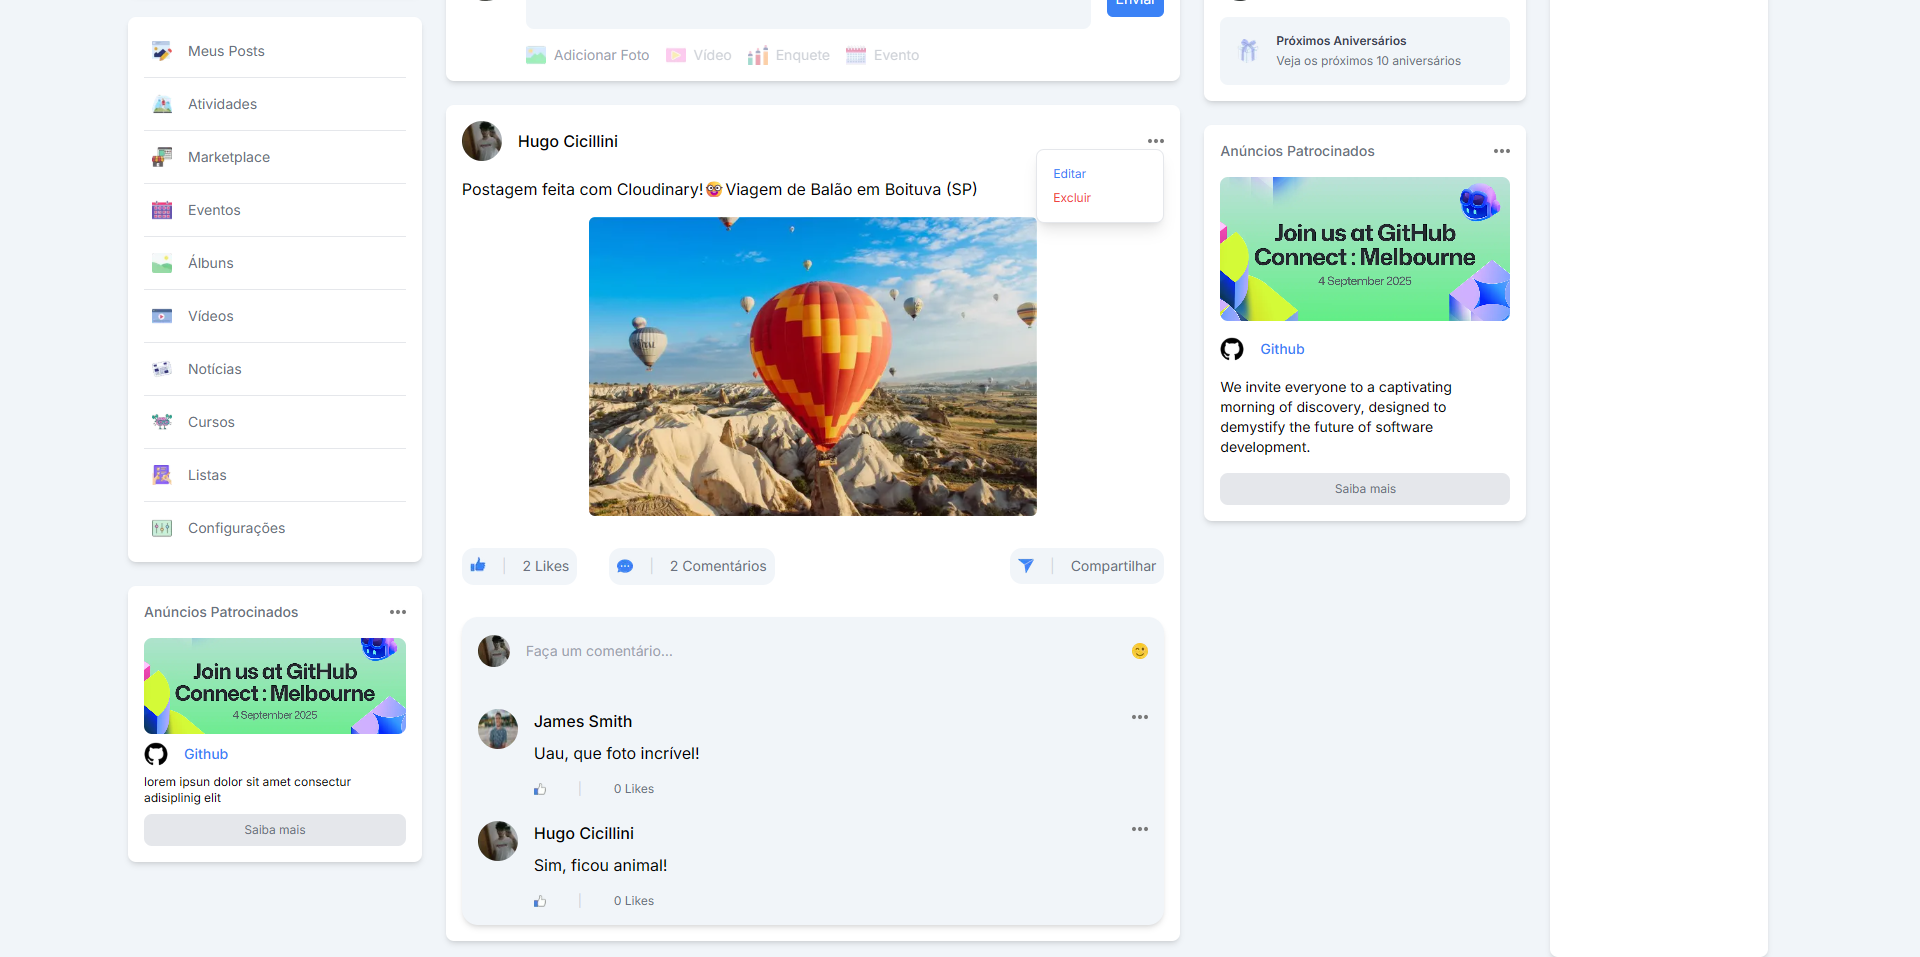 Meus Posts
Atividades
Marketplace
Eventos
Álbuns
Vídeos
Notícias
Cursos
Listas
Configurações
Anúncios Patrocinados
Join us at GitHub
Connect : Melbourne
4 September 2025
Github
lorem ipsun dolor sit amet consectur
adisiplinig elit
Saiba mais
Enviar
Adicionar Foto
Vídeo
Enquete
Evento
Hugo Cicillini
Editar
Excluir
Postagem feita com Cloudinary!🤓Viagem de Balão em Boituva (SP)
2 Likes
2 Comentários
Compartilhar
Faça um comentário...
James Smith
Uau, que foto incrível!
0 Likes
Hugo Cicillini
Sim, ficou animal!
0 Likes
Próximos Aniversários
Veja os próximos 10 aniversários
Anúncios Patrocinados
Join us at GitHub
Connect : Melbourne
4 September 2025
Github
We invite everyone to a captivating
morning of discovery, designed to
demystify the future of software
development.
Saiba mais